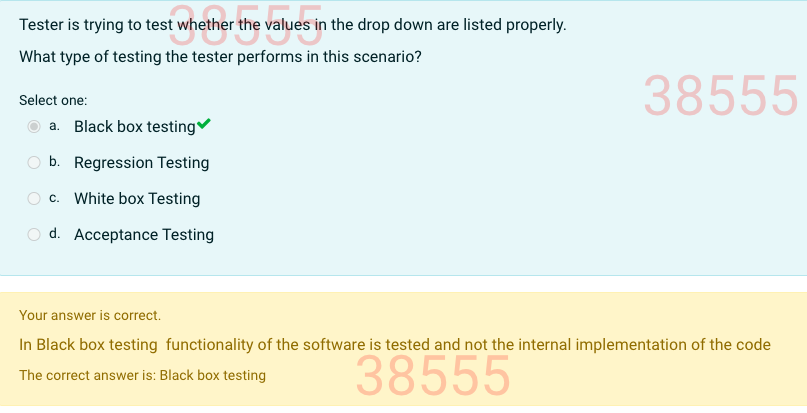 Tester is trying to test whether the values in the drop down are listed properly.
38555
What type of testing the tester performs in this scenario?
38555
Select one:
a. Black box testing
b. Regression Testing
c. White box Testing
d. Acceptance Testing
Your answer is correct.
In Black box testing functionality of the software is tested and not the internal implementation of the code
The correct answer is: Black box testing
38555